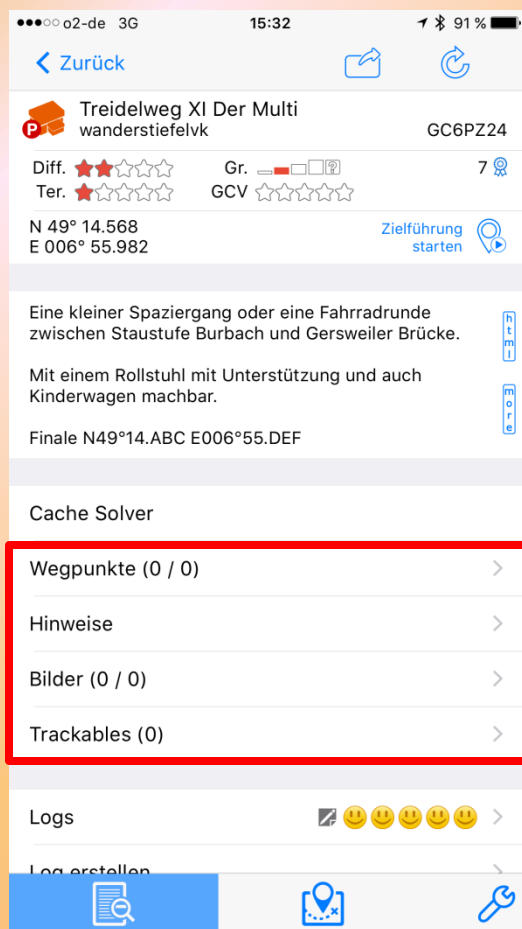 o2-de 3G 15:32 91 %
Zurück
Treidelweg XI Der Multi
P wanderstiefelvk GC6PZ24
Diff. Gr. ? 7
Ter. GCV
N 49° 14.568 Zielführung
E 006° 55.982 starten
Eine kleiner Spaziergang oder eine Fahrradrunde
zwischen Staustufe Burbach und Gersweiler Brücke.
html
Mit einem Rollstuhl mit Unterstützung und auch
Kinderwagen machbar.
more
Finale N49°14.ABC E006°55.DEF
Cache Solver
Wegpunkte (0 / 0)
Hinweise
Bilder (0 / 0)
Trackables (0)
Logs
Log erstellen